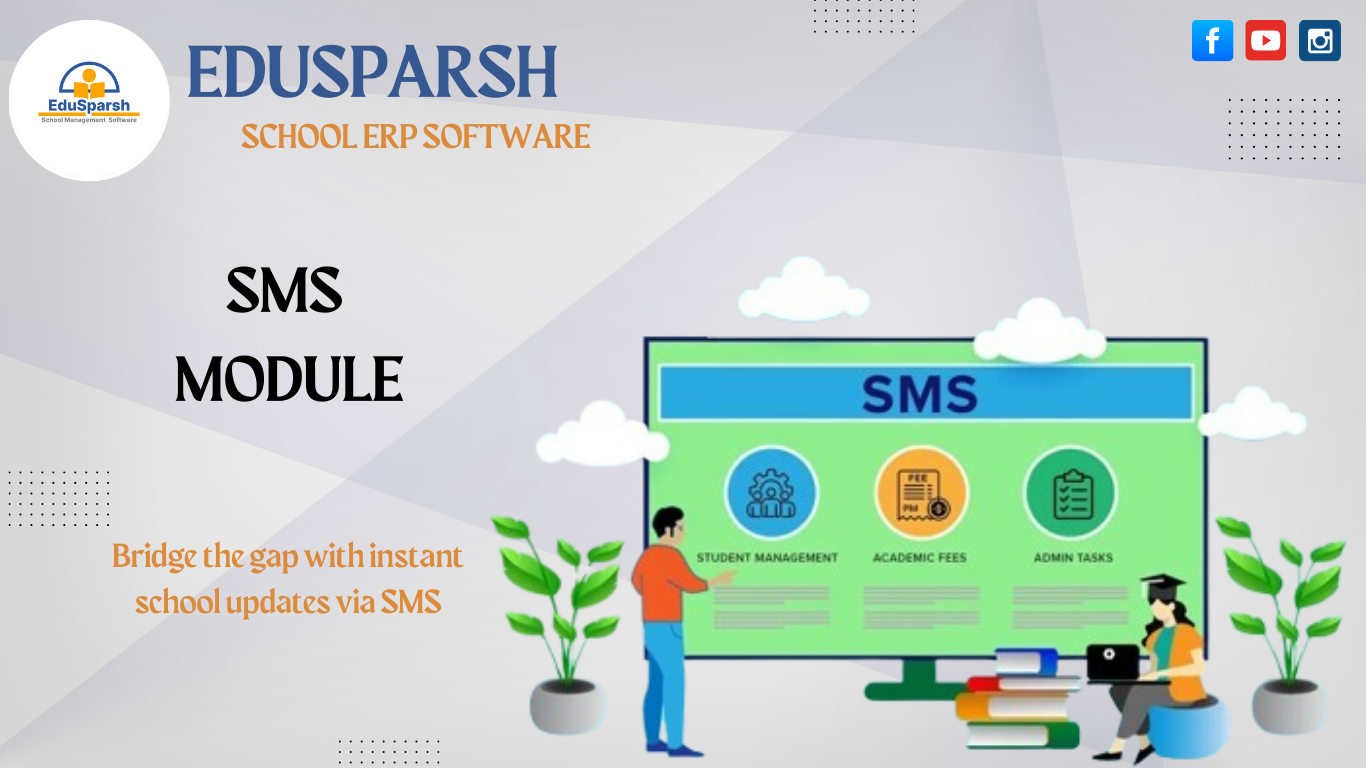 EduSparsh
School Management Software
EDUSPARSH
SCHOOL ERP SOFTWARE
SMS
MODULE
Bridge the gap with instant
school updates via SMS
SMS
FEE
PM
STUDENT MANAGEMENT
ACADEMIC FEES
ADMIN TASKS